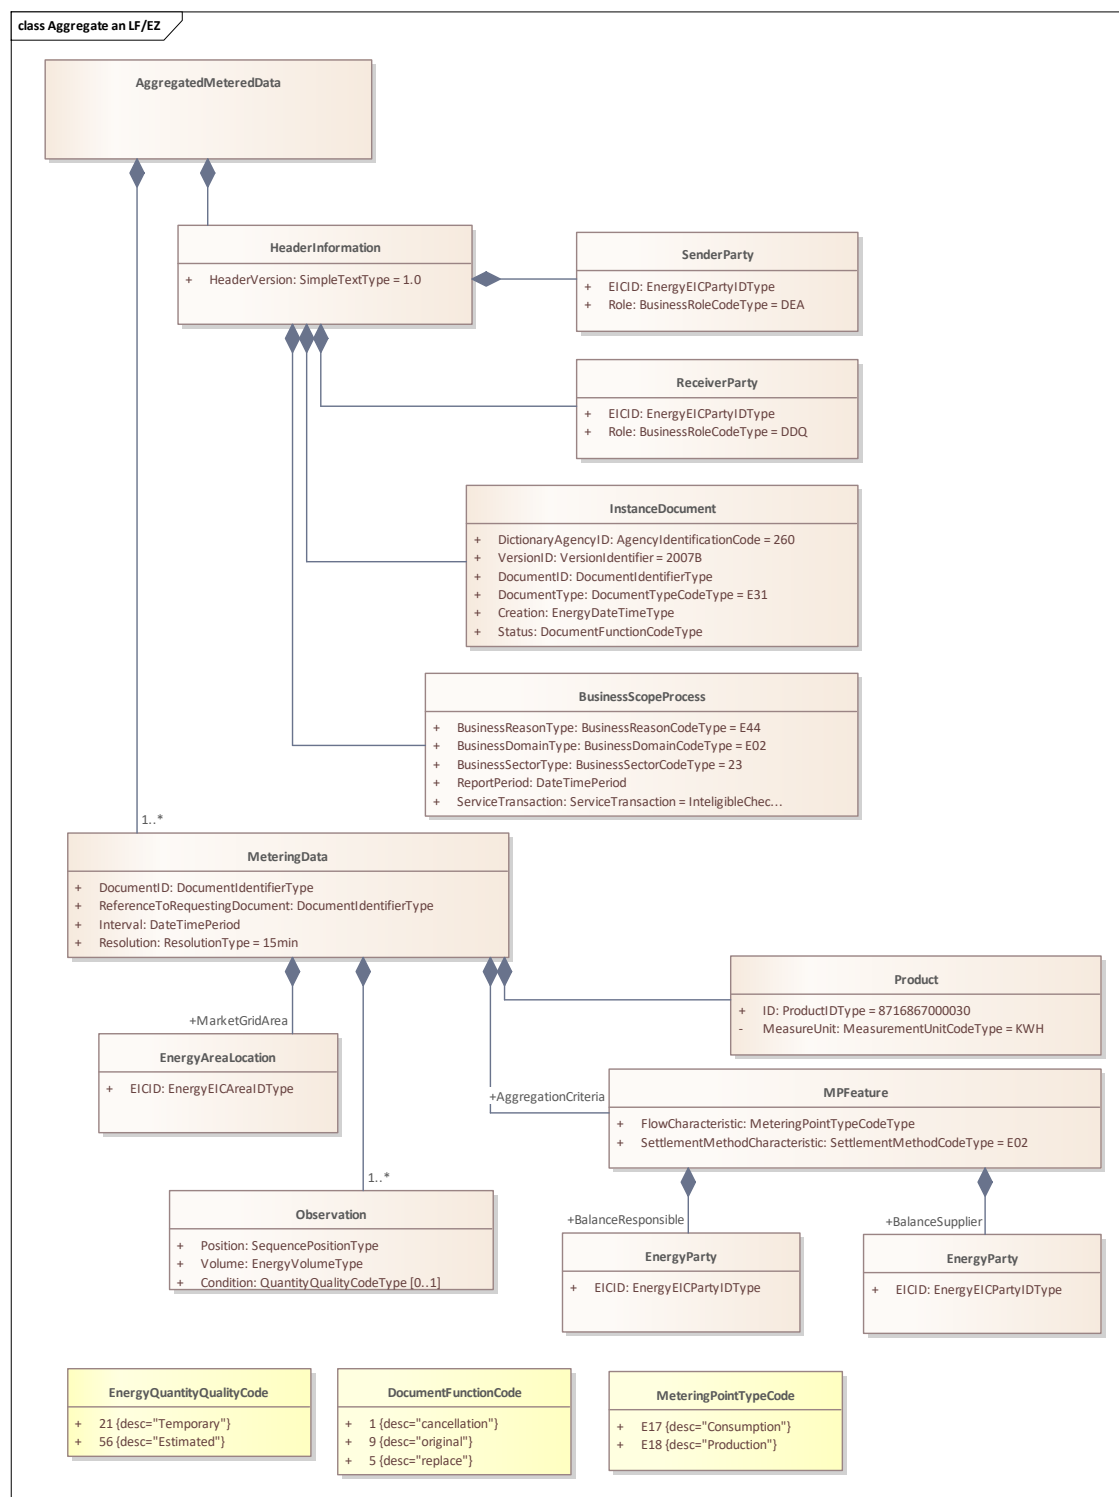 class Aggregate an LF/EZ
AggregatedMeteredData
HeaderInformation
+ HeaderVersion: SimpleTextType = 1.0
SenderParty
+ EICID: EnergyEICPartyIDType
+ Role: BusinessRoleCodeType = DEA
ReceiverParty
+ EICID: EnergyEICPartyIDType
+ Role: BusinessRoleCodeType = DDQ
InstanceDocument
+ DictionaryAgencyID: AgencyIdentificationCode = 260
+ VersionID: VersionIdentifier = 2007B
+ DocumentID: DocumentIdentifierType
+ DocumentType: DocumentTypeCodeType = E31
+ Creation: EnergyDateTimeType
+ Status: DocumentFunctionCodeType
BusinessScopeProcess
+ BusinessReasonType: BusinessReasonCodeType = E44
+ BusinessDomainType: BusinessDomainCodeType = E02
+ BusinessSectorType: BusinessSectorCodeType = 23
+ ReportPeriod: DateTimePeriod
+ ServiceTransaction: ServiceTransaction = InteligibleChec...
1..*
MeteringData
+ DocumentID: DocumentIdentifierType
+ ReferenceToRequestingDocument: DocumentIdentifierType
+ Interval: DateTimePeriod
+ Resolution: ResolutionType = 15min
Product
+ ID: ProductIDType = 8716867000030
- MeasureUnit: MeasurementUnitCodeType = KWH
+MarketGridArea
EnergyAreaLocation
+ EICID: EnergyEICAreaIDType
+AggregationCriteria
MPFeature
+ FlowCharacteristic: MeteringPointTypeCodeType
+ SettlementMethodCharacteristic: SettlementMethodCodeType = E02
1..*
Observation
+ Position: SequencePositionType
+ Volume: EnergyVolumeType
+ Condition: QuantityQualityCodeType [0..1]
+BalanceResponsible
EnergyParty
+ EICID: EnergyEICPartyIDType
+BalanceSupplier
EnergyParty
+ EICID: EnergyEICPartyIDType
EnergyQuantityQualityCode
+ 21 {desc="Temporary"}
+ 56 {desc="Estimated"}
DocumentFunctionCode
+ 1 {desc="cancellation"}
+ 9 {desc="original"}
+ 5 {desc="replace"}
MeteringPointTypeCode
+ E17 {desc="Consumption"}
+ E18 {desc="Production"}